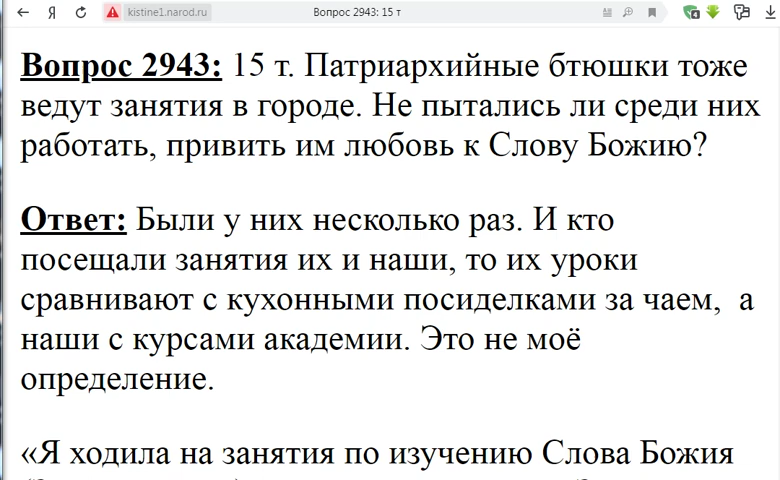 kistine1.narod.ru
Вопрос 2943: 15 т
4
Вопрос 2943: 15 т. Патриархийные бтюшки тоже
ведут занятия в городе. Не пытались ли среди них
работать, привить им любовь к Слову Божию?
Ответ: Были у них несколько раз. И кто
посещали занятия их и наши, то их уроки
сравнивают с кухонными посиделками за чаем, а
наши с курсами академии. Это не моё
определение.
«Я ходила на занятия по изучению Слова Божия